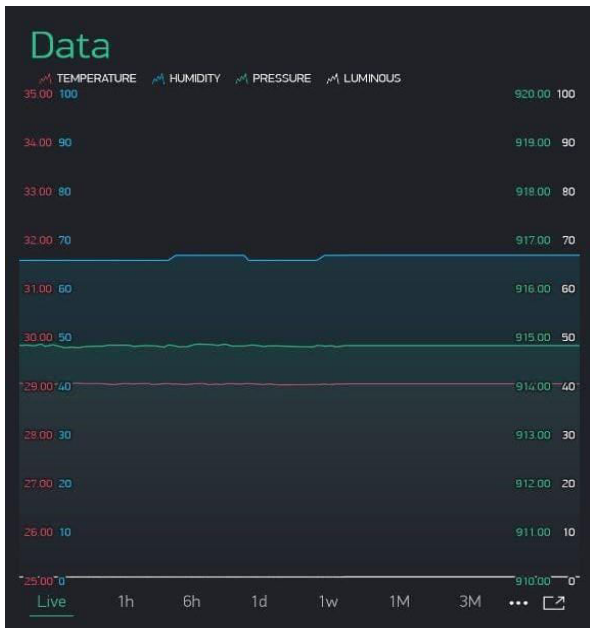 Data
TEMPERATURE HUMIDITY PRESSURE LUMINOUS
35.00 100 920.00 100
34.00 90 919.00 90
33.00 80 918.00 80
32.00 70 917.00 70
31.00 60 916.00 60
30.00 50 915.00 50
29.00 40 914.00 40
28.00 30 913.00 30
27.00 20 912.00 20
26.00 10 911.00 10
25.00 0 910.00 0
Live 1h 6h 1d 1w 1M 3M •••